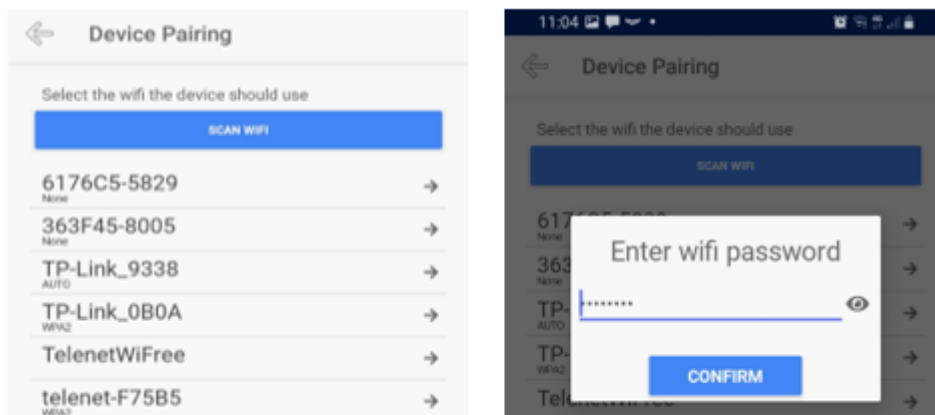 Device Pairing
Select the wifi the device should use
SCAN WIFI
6176C5-5829
None
363F45-8005
None
TP-Link_9338
AUTO
TP-Link_0B0A
WPA2
TelenetWiFree
telenet-F75B5
WPA2
11:04
Device Pairing
Select the wifi the device should use
SCAN WIFI
617
None
363
None
TP-
AUTO
TP-
WPA2
Enter wifi password
••••••••
CONFIRM